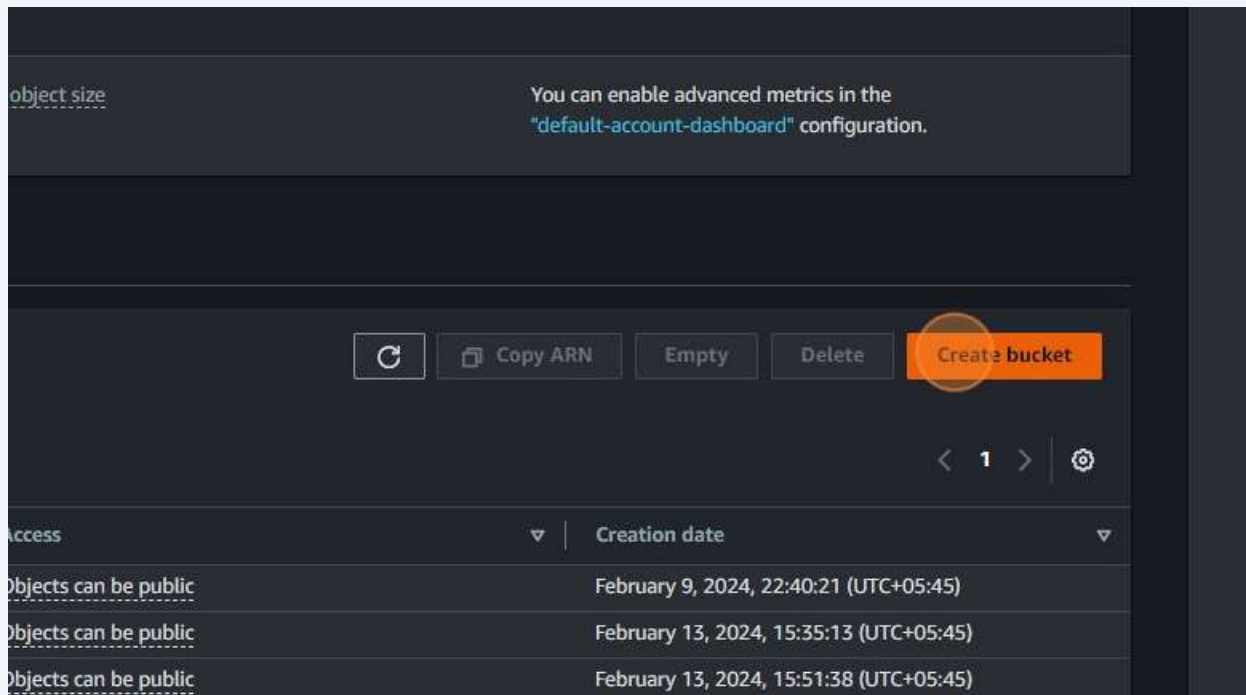 object size
You can enable advanced metrics in the
"default-account-dashboard" configuration.
Copy ARN
Empty
Delete
Create bucket
1
Access
Creation date
Objects can be public
February 9, 2024, 22:40:21 (UTC+05:45)
Objects can be public
February 13, 2024, 15:35:13 (UTC+05:45)
Objects can be public
February 13, 2024, 15:51:38 (UTC+05:45)